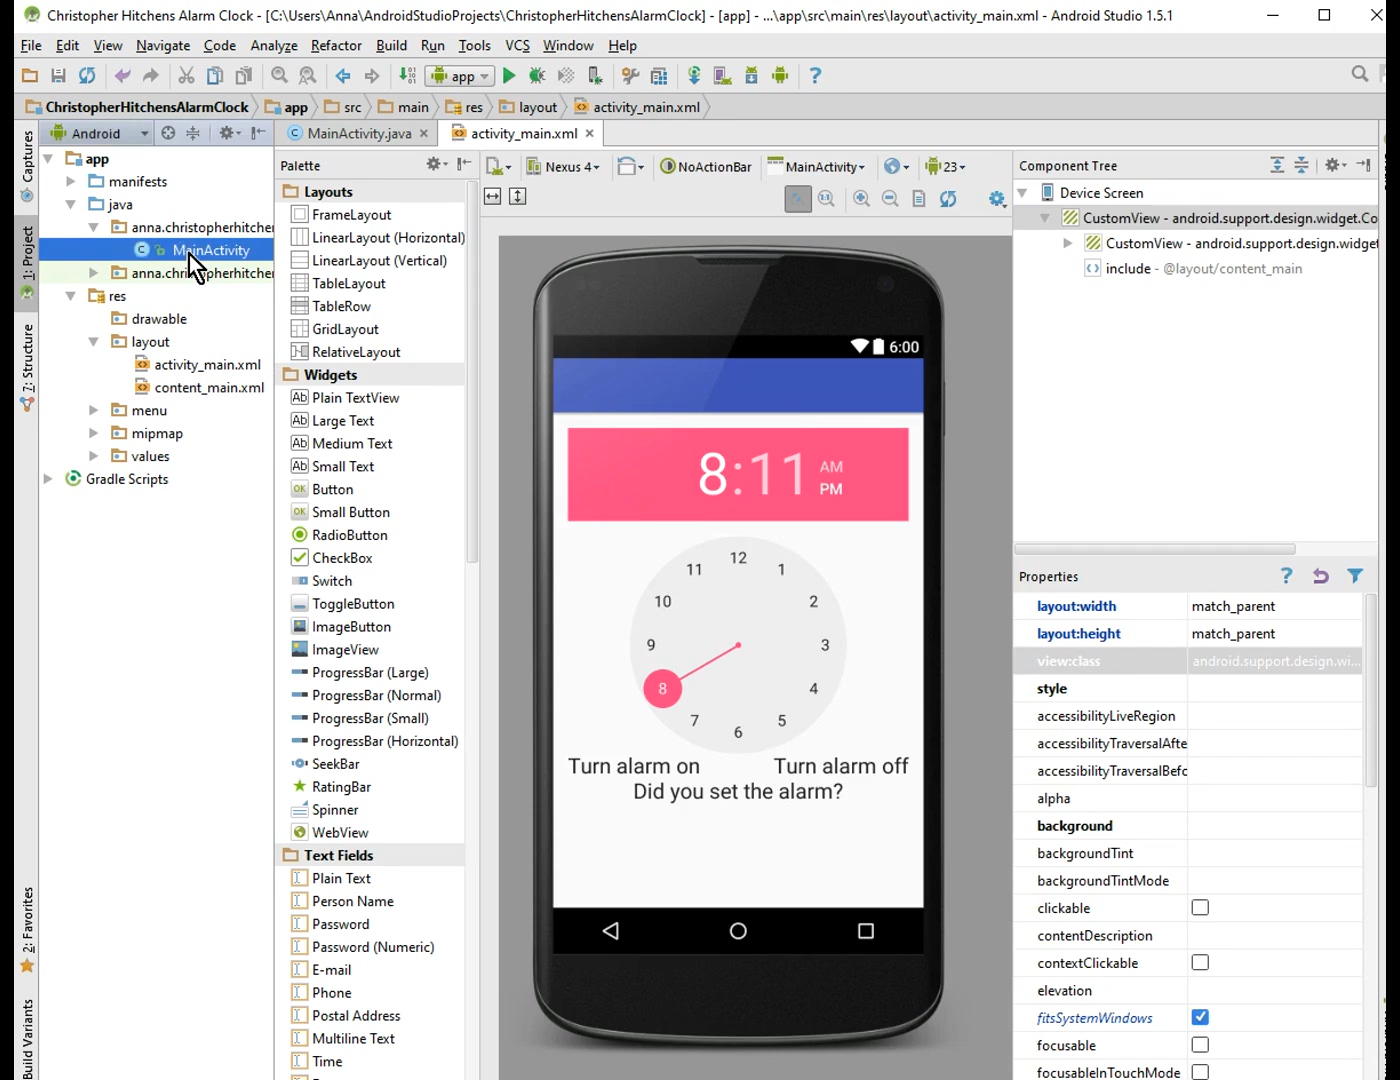 Christopher Hitchens Alarm Clock - [C:\Users\Anna\AndroidStudioProjects\ChristopherHitchensAlarmClock] - [app] - ...\app\src\main\res\layout\activity_main.xml - Android Studio 1.5.1
File Edit View Navigate Code Analyze Refactor Build Run Tools VCS Window Help
app
ChristopherHitchensAlarmClock app src main res layout activity_main.xml
Captures
1: Project
7: Structure
2: Favorites
Build Variants
Android
app
manifests
java
anna.christopherhitcher
MainActivity
anna.christopherhitcher
res
drawable
layout
activity_main.xml
content_main.xml
menu
mipmap
values
Gradle Scripts
MainActivity.java activity_main.xml
Palette
Layouts
FrameLayout
LinearLayout (Horizontal)
LinearLayout (Vertical)
TableLayout
TableRow
GridLayout
RelativeLayout
Widgets
Ab Plain TextView
Ab Large Text
Ab Medium Text
Ab Small Text
OK Button
OK Small Button
RadioButton
CheckBox
Switch
ToggleButton
ImageButton
ImageView
ProgressBar (Large)
ProgressBar (Normal)
ProgressBar (Small)
ProgressBar (Horizontal)
SeekBar
RatingBar
Spinner
WebView
Text Fields
Plain Text
Person Name
Password
Password (Numeric)
E-mail
Phone
Postal Address
Multiline Text
Time
Nexus 4 NoActionBar MainActivity 23
6:00
8:11 AM
PM
12
11 1
10 2
9 3
8 4
7 5
6
Turn alarm on Turn alarm off
Did you set the alarm?
Component Tree
Device Screen
CustomView - android.support.design.widget.Co
CustomView - android.support.design.widget
include - @layout/content_main
Properties
layout:width match_parent
layout:height match_parent
view:class android.support.design.wi...
style
accessibilityLiveRegion
accessibilityTraversalAfte
accessibilityTraversalBefc
alpha
background
backgroundTint
backgroundTintMode
clickable
contentDescription
contextClickable
elevation
fitsSystemWindows
focusable
focusableInTouchMode